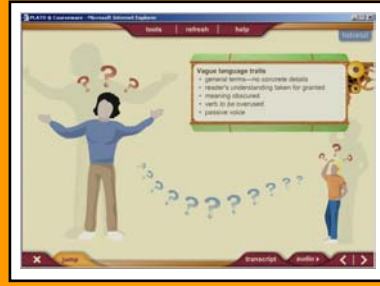 PLATO ® Courseware - Microsoft Internet Explorer
tools refresh help
tutorial
Vague language traits
• general terms—no concrete details
• reader's understanding taken for granted
• meaning obscured
• verb to be overused
• passive voice
? ? ?
? ? ?
? ? ? ? ? ? ? ? ? ? ?
jump transcript audio